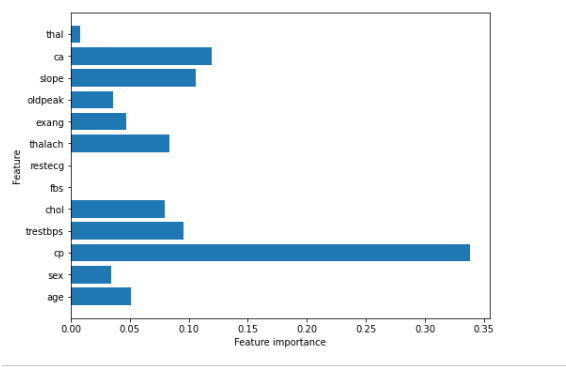 thal
ca
slope
oldpeak
exang
thalach
restecg
fbs
chol
trestbps
cp
sex
age
Feature
0.00 0.05 0.10 0.15 0.20 0.25 0.30 0.35
Feature importance